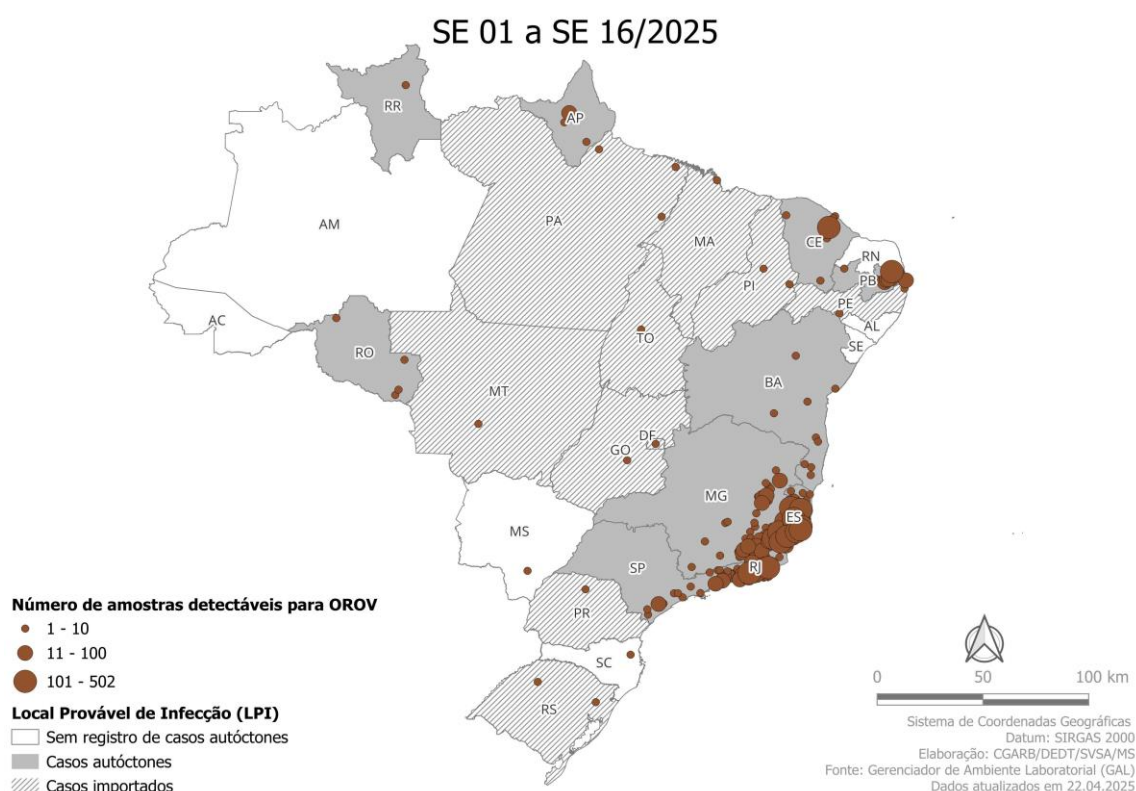 SE 01 a SE 16/2025
RR
AP
AM
PA
MA
CE
RN
PB
PI
PE
AC
AL
TO
SE
RO
BA
MT
DF
GO
MG
ES
MS
SP
RJ
PR
SC
RS
Número de amostras detectáveis para OROV
1 - 10
11 - 100
101 - 502
Local Provável de Infecção (LPI)
Sem registro de casos autóctones
Casos autóctones
Casos importados
0 50 100 km
Sistema de Coordenadas Geográficas
Datum: SIRGAS 2000
Elaboração: CGARB/DEDT/SVSA/MS
Fonte: Gerenciador de Ambiente Laboratorial (GAL)
Dados atualizados em 22.04.2025